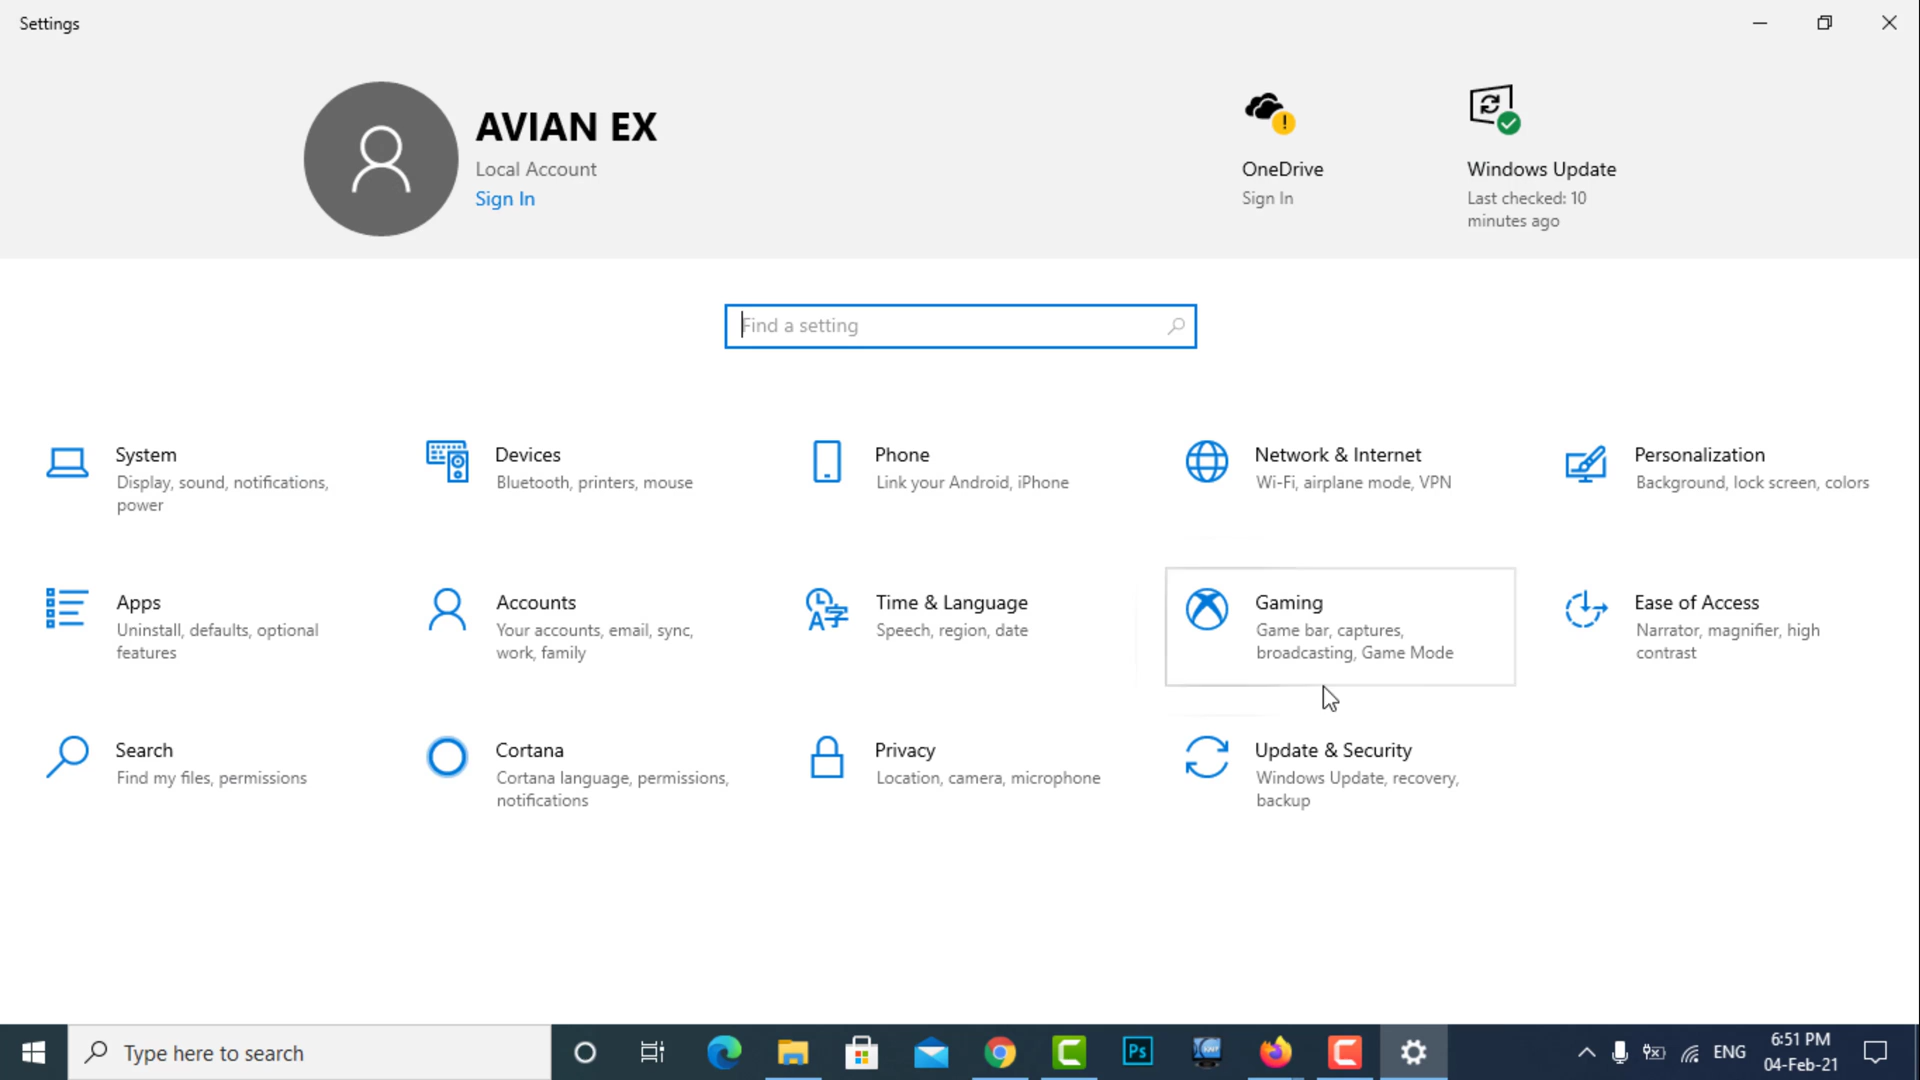 Settings
AVIAN EX
Local Account
Sign In
OneDrive
Sign In
Windows Update
Last checked: 10
minutes ago
Find a setting
System
Display, sound, notifications,
power
Devices
Bluetooth, printers, mouse
Phone
Link your Android, iPhone
Network & Internet
Wi-Fi, airplane mode, VPN
Personalization
Background, lock screen, colors
Apps
Uninstall, defaults, optional
features
Accounts
Your accounts, email, sync,
work, family
Time & Language
Speech, region, date
Gaming
Game bar, captures,
broadcasting, Game Mode
Ease of Access
Narrator, magnifier, high
contrast
Search
Find my files, permissions
Cortana
Cortana language, permissions,
notifications
Privacy
Location, camera, microphone
Update & Security
Windows Update, recovery,
backup
Type here to search
Ps
ENG
6:51 PM
04-Feb-21